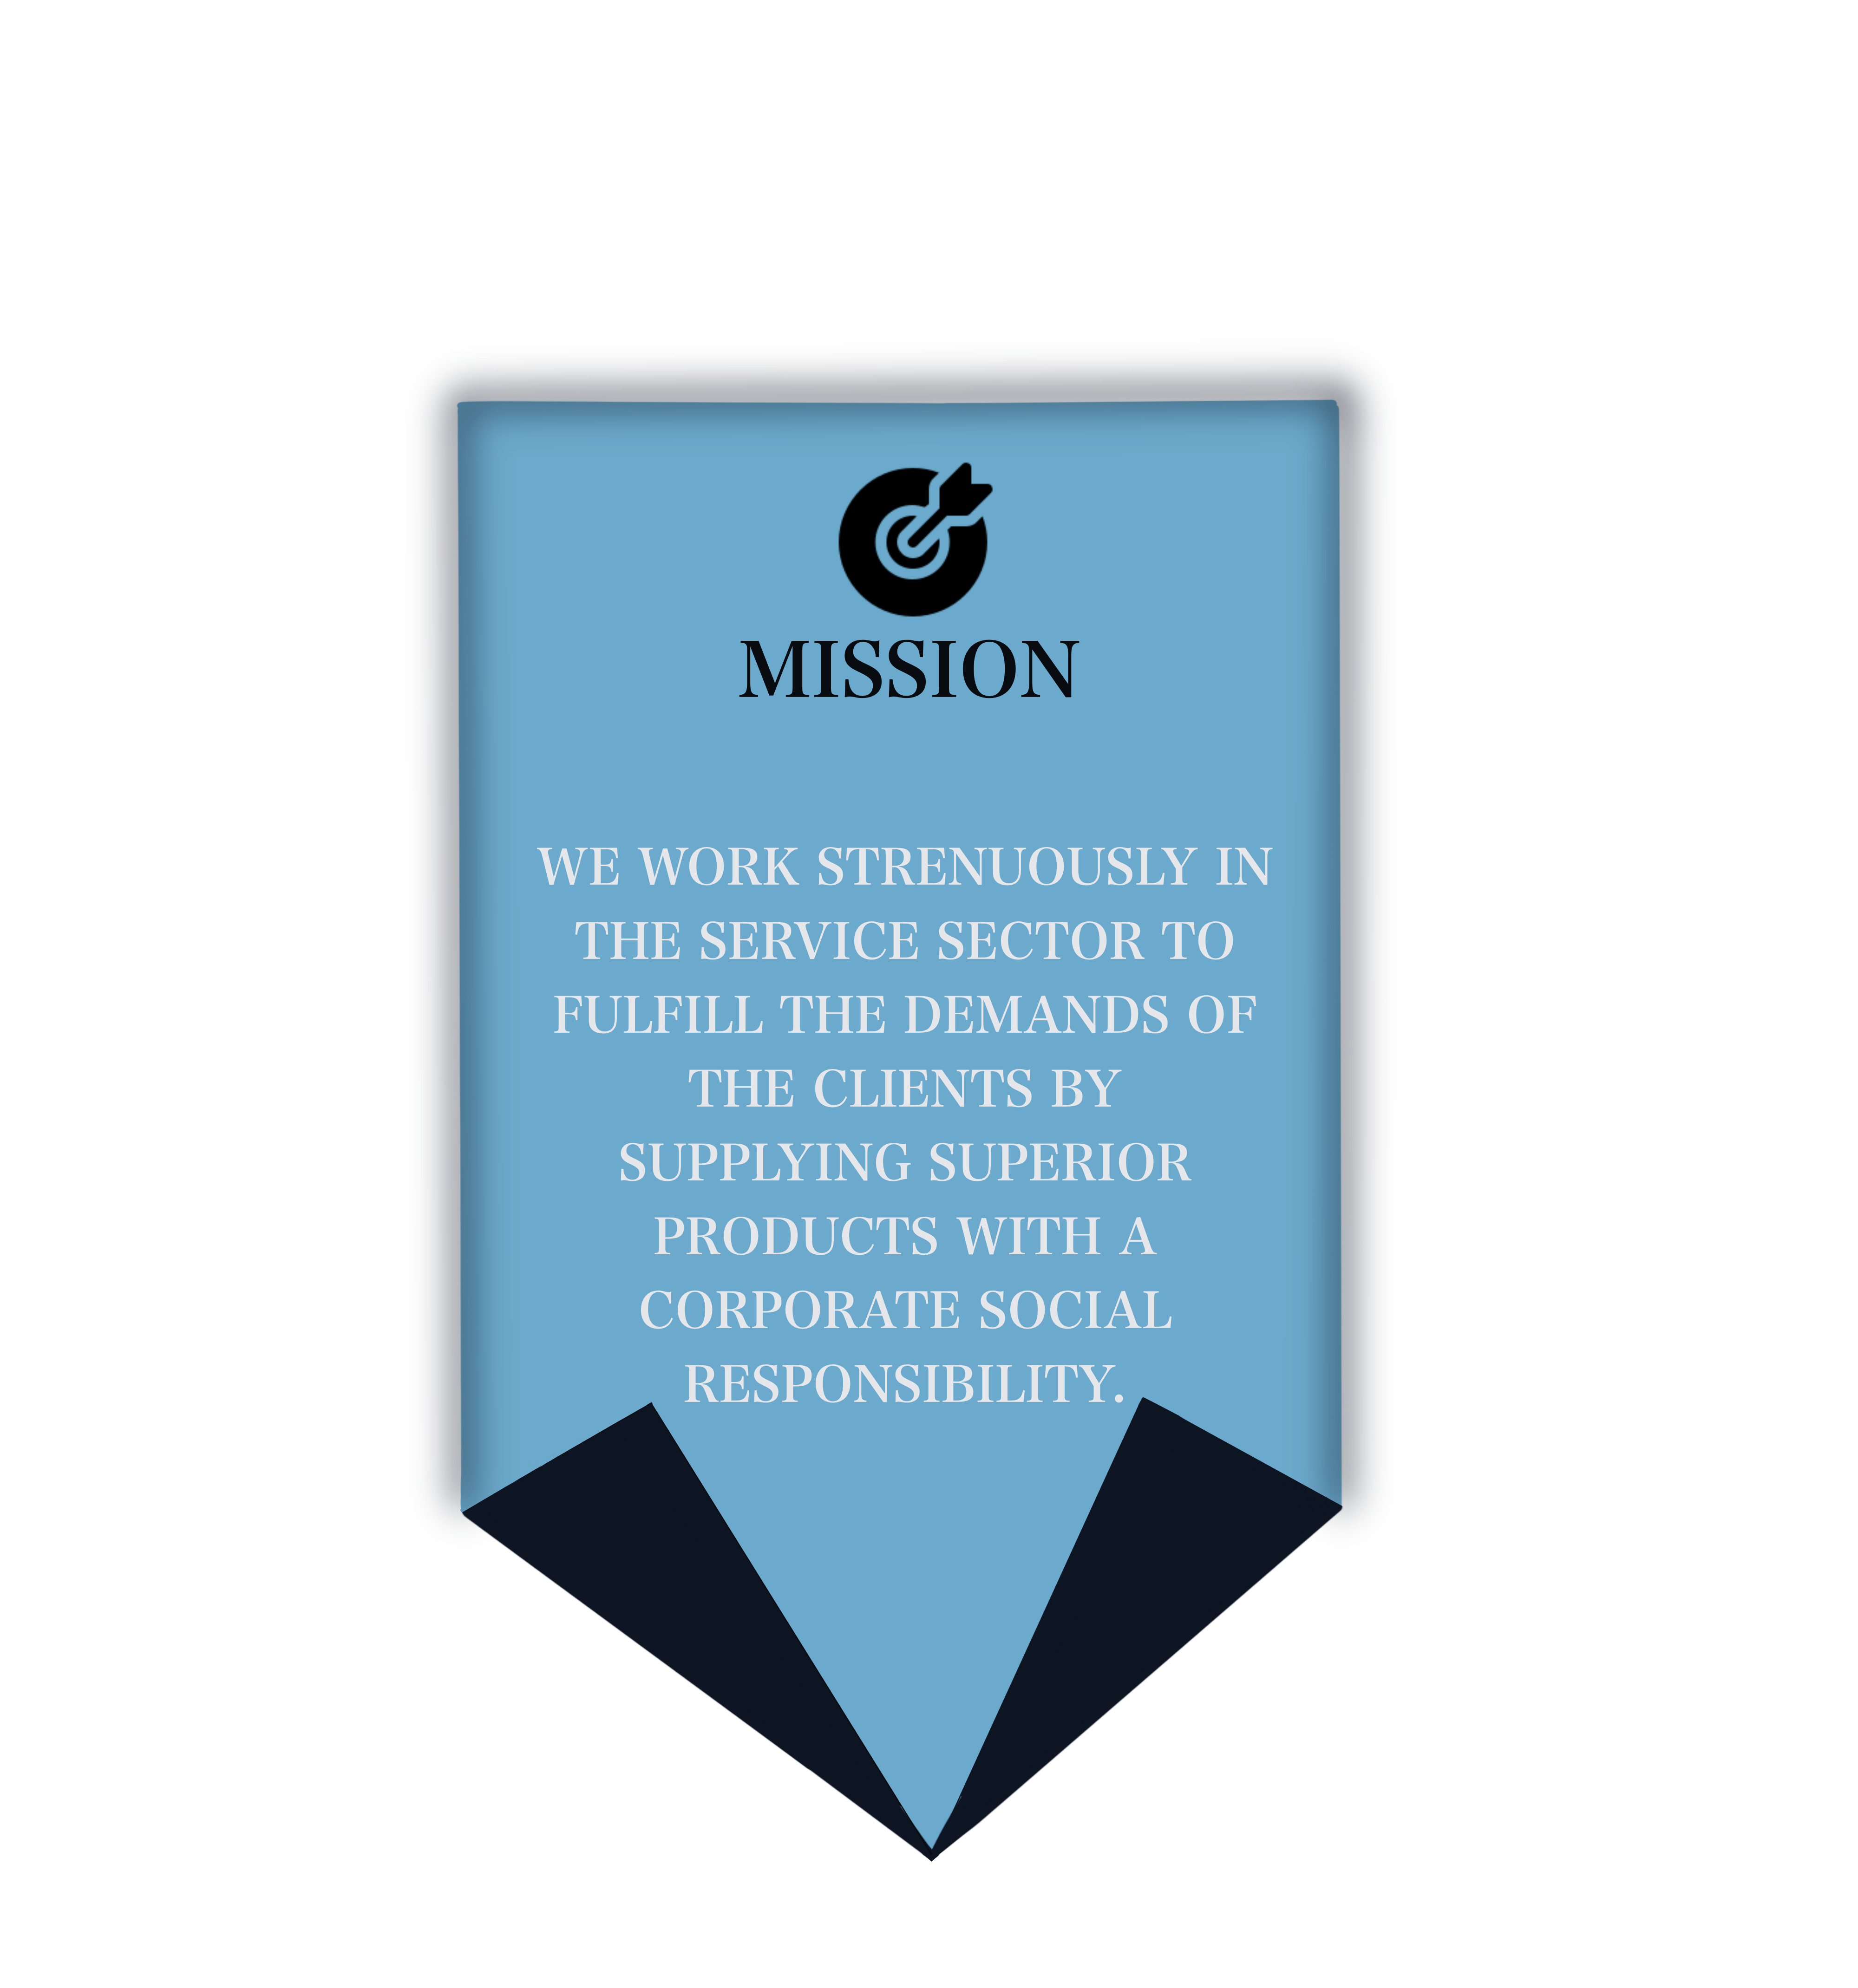 MISSION
WE WORK STRENUOUSLY IN
THE SERVICE SECTOR TO
FULFILL THE DEMANDS OF
THE CLIENTS BY
SUPPLYING SUPERIOR
PRODUCTS WITH A
CORPORATE SOCIAL
RESPONSIBILITY.